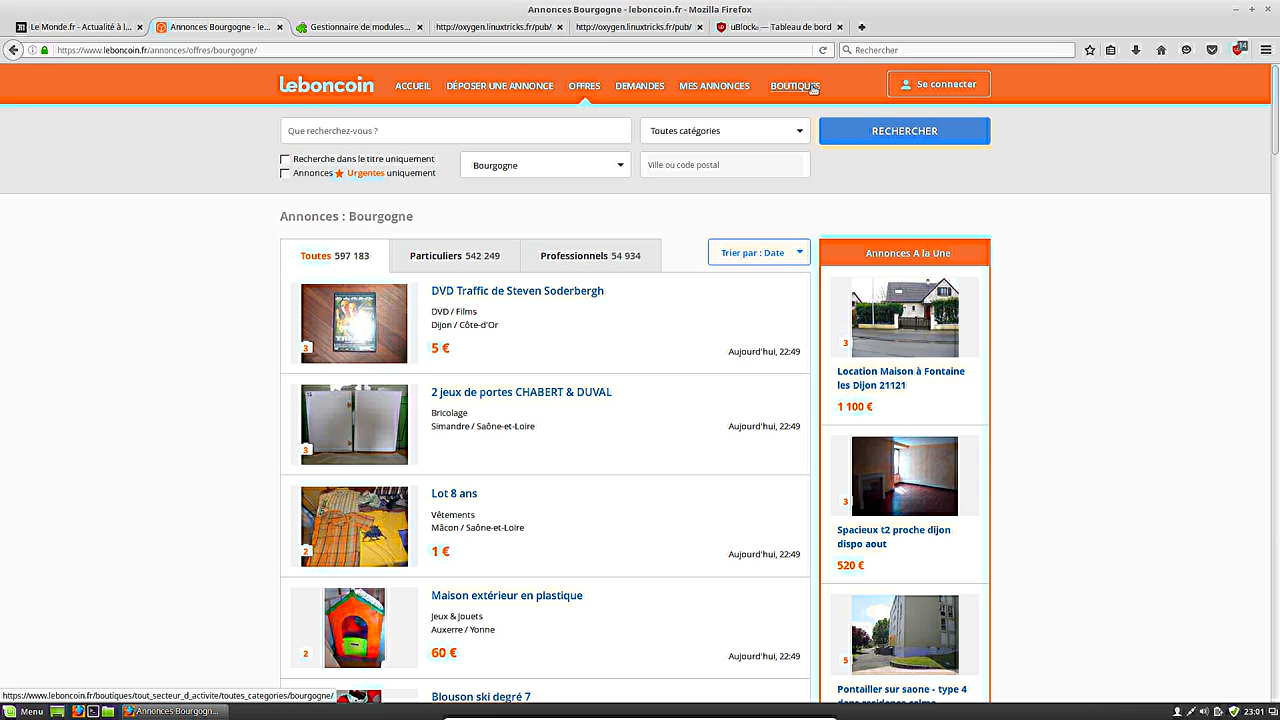 Annonces Bourgogne - leboncoin.fr - Mozilla Firefox
Le Monde.fr - Actualité à l...
Annonces Bourgogne - le...
Gestionnaire de modules...
http://oxygen.linuxtricks.fr/pub/
http://oxygen.linuxtricks.fr/pub/
uBlock₀ — Tableau de bord
https://www.leboncoin.fr/annonces/offres/bourgogne/
Rechercher
14
leboncoin
ACCUEIL
DÉPOSER UNE ANNONCE
OFFRES
DEMANDES
MES ANNONCES
BOUTIQUES
Se connecter
Que recherchez-vous ?
Toutes catégories
RECHERCHER
Recherche dans le titre uniquement
Annonces ★ Urgentes uniquement
Bourgogne
Ville ou code postal
Annonces : Bourgogne
Toutes 597 183
Particuliers 542 249
Professionnels 54 934
Trier par : Date
DVD Traffic de Steven Soderbergh
DVD / Films
Dijon / Côte-d'Or
5 €
Aujourd'hui, 22:49
3
2 jeux de portes CHABERT & DUVAL
Bricolage
Simandre / Saône-et-Loire
Aujourd'hui, 22:49
3
Lot 8 ans
Vêtements
Mâcon / Saône-et-Loire
1 €
Aujourd'hui, 22:49
2
Maison extérieur en plastique
Jeux & Jouets
Auxerre / Yonne
60 €
Aujourd'hui, 22:49
2
Blouson ski degré 7
Annonces A la Une
3
Location Maison à Fontaine
les Dijon 21121
1 100 €
3
Spacieux t2 proche dijon
dispo aout
520 €
5
Pontailler sur saone - type 4
dans residence calme
https://www.leboncoin.fr/boutiques/tout_secteur_d_activite/toutes_categories/bourgogne/
Menu
Annonces Bourgogn...
23:01